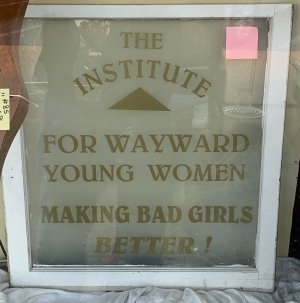 THE
INSTITUTE
FOR WAYWARD
YOUNG WOMEN
MAKING BAD GIRLS
BETTER!